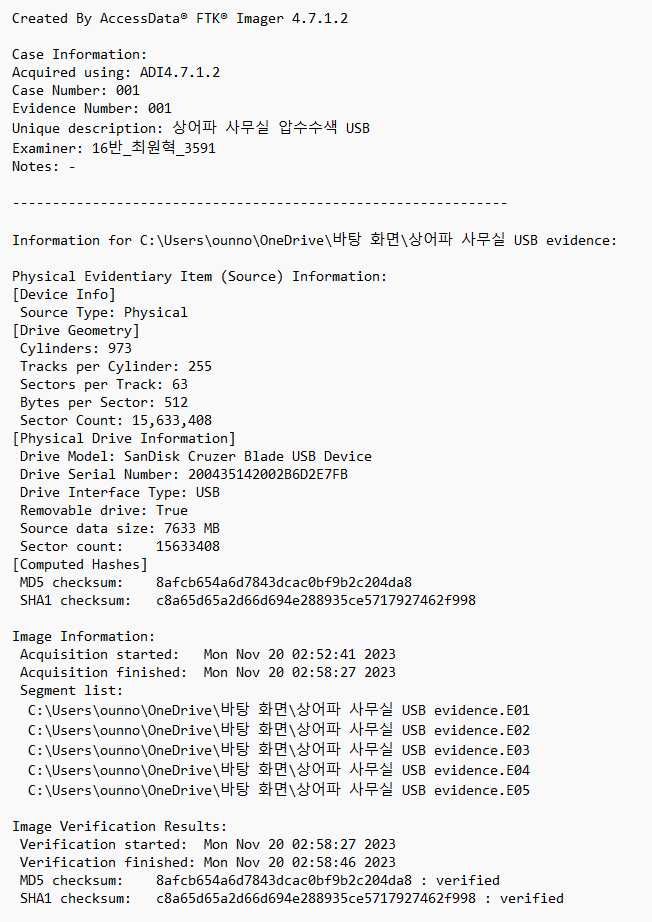 Created By AccessData® FTK® Imager 4.7.1.2
Case Information:
Acquired using: ADI4.7.1.2
Case Number: 001
Evidence Number: 001
Unique description: 상어파 사무실 압수수색 USB
Examiner: 16반_최원혁_3591
Notes: -
--------------------------------------------------------------
Information for C:\Users\ounno\OneDrive\바탕 화면\상어파 사무실 USB evidence:
Physical Evidentiary Item (Source) Information:
[Device Info]
Source Type: Physical
[Drive Geometry]
Cylinders: 973
Tracks per Cylinder: 255
Sectors per Track: 63
Bytes per Sector: 512
Sector Count: 15,633,408
[Physical Drive Information]
Drive Model: SanDisk Cruzer Blade USB Device
Drive Serial Number: 200435142002B6D2E7FB
Drive Interface Type: USB
Removable drive: True
Source data size: 7633 MB
Sector count:    15633408
[Computed Hashes]
MD5 checksum:    8afcb654a6d7843dcac0bf9b2c204da8
SHA1 checksum:   c8a65d65a2d66d694e288935ce5717927462f998
Image Information:
Acquisition started:   Mon Nov 20 02:52:41 2023
Acquisition finished:  Mon Nov 20 02:58:27 2023
Segment list:
C:\Users\ounno\OneDrive\바탕 화면\상어파 사무실 USB evidence.E01
C:\Users\ounno\OneDrive\바탕 화면\상어파 사무실 USB evidence.E02
C:\Users\ounno\OneDrive\바탕 화면\상어파 사무실 USB evidence.E03
C:\Users\ounno\OneDrive\바탕 화면\상어파 사무실 USB evidence.E04
C:\Users\ounno\OneDrive\바탕 화면\상어파 사무실 USB evidence.E05
Image Verification Results:
Verification started:  Mon Nov 20 02:58:27 2023
Verification finished: Mon Nov 20 02:58:46 2023
MD5 checksum:    8afcb654a6d7843dcac0bf9b2c204da8 : verified
SHA1 checksum:   c8a65d65a2d66d694e288935ce5717927462f998 : verified